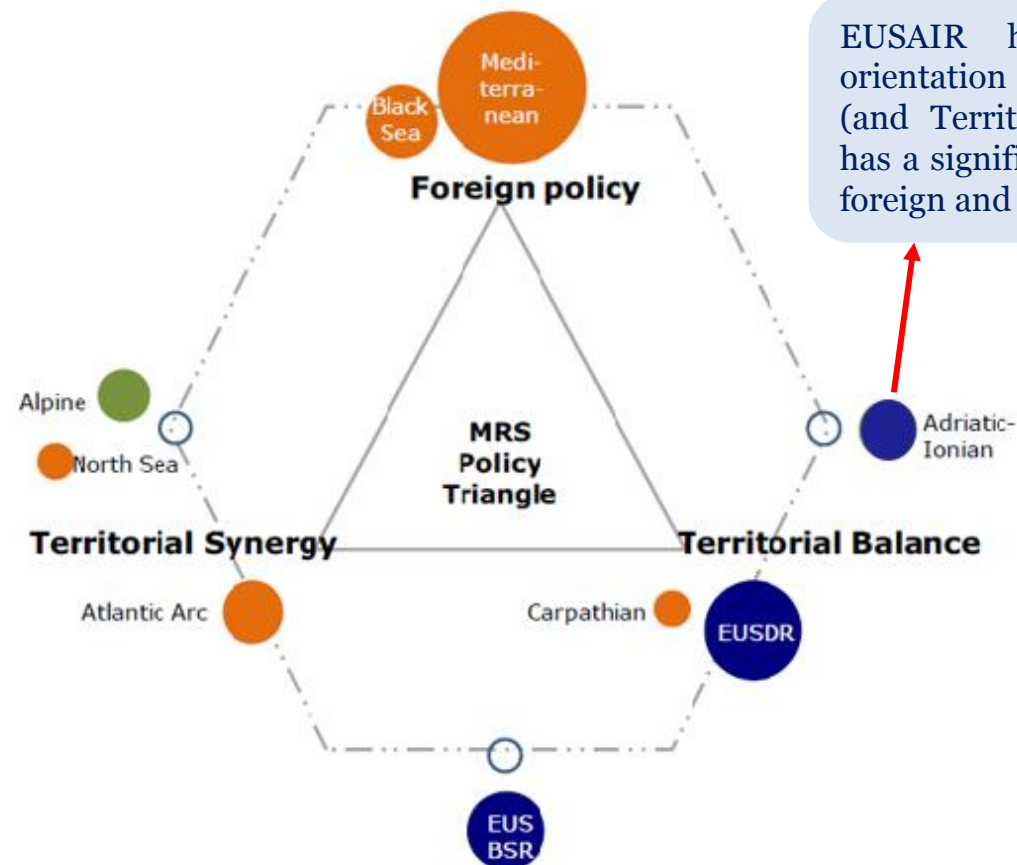 EUSAIR
orientation
(and
has a
foreign and
Medi-
terra-
nean
Black
Sea
Foreign policy
Alpine
North Sea
MRS
Policy
Triangle
Adriatic-
Ionian
Territorial Synergy
Territorial Balance
Atlantic Arc
Carpathian
EUSDR
EUS
BSR